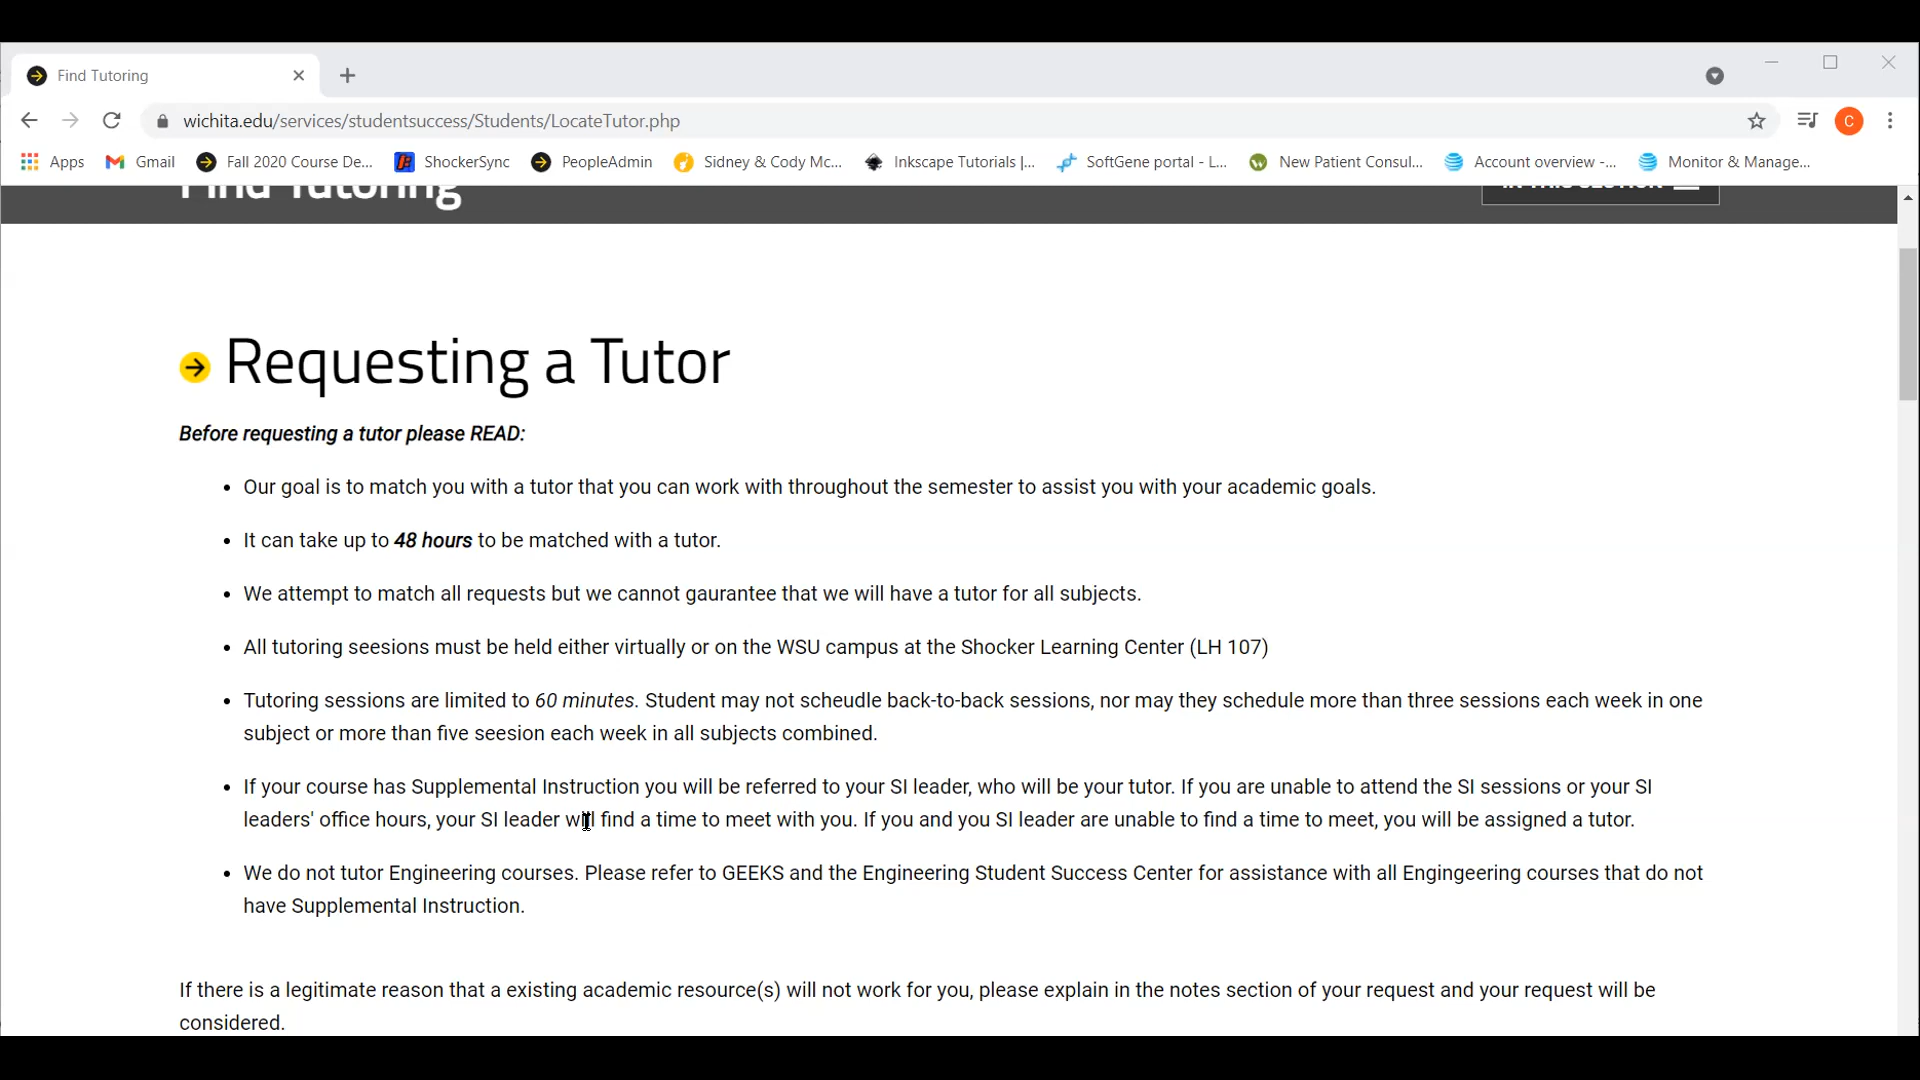 Find Tutoring
wichita.edu/services/studentsuccess/Students/LocateTutor.php
C
Apps Gmail Fall 2020 Course De... ShockerSync PeopleAdmin Sidney & Cody Mc... Inkscape Tutorials |... SoftGene portal - L... New Patient Consul... Account overview -... Monitor & Manage...
Find Tutoring IN THIS SECTION
Requesting a Tutor
Before requesting a tutor please READ:
• Our goal is to match you with a tutor that you can work with throughout the semester to assist you with your academic goals.
• It can take up to 48 hours to be matched with a tutor.
• We attempt to match all requests but we cannot gaurantee that we will have a tutor for all subjects.
• All tutoring seesions must be held either virtually or on the WSU campus at the Shocker Learning Center (LH 107)
• Tutoring sessions are limited to 60 minutes. Student may not scheudle back-to-back sessions, nor may they schedule more than three sessions each week in one
subject or more than five seesion each week in all subjects combined.
• If your course has Supplemental Instruction you will be referred to your SI leader, who will be your tutor. If you are unable to attend the SI sessions or your SI
leaders' office hours, your SI leader will find a time to meet with you. If you and you SI leader are unable to find a time to meet, you will be assigned a tutor.
• We do not tutor Engineering courses. Please refer to GEEKS and the Engineering Student Success Center for assistance with all Engingeering courses that do not
have Supplemental Instruction.
If there is a legitimate reason that a existing academic resource(s) will not work for you, please explain in the notes section of your request and your request will be
considered.